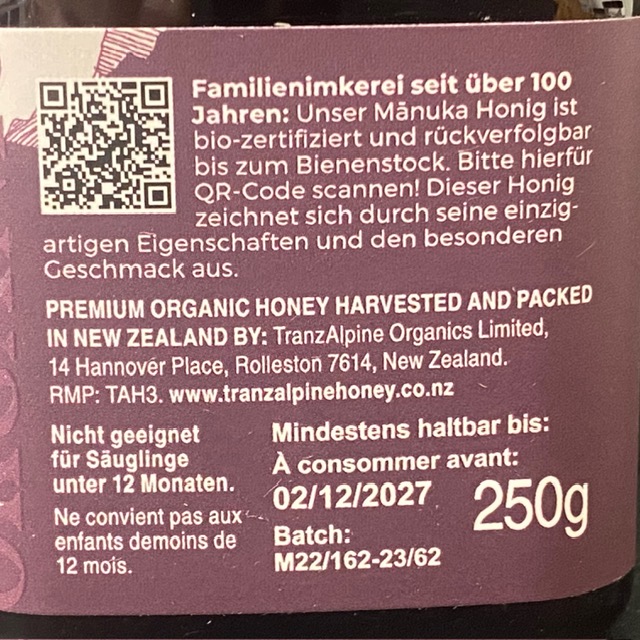 Familienimkerei seit über 100
Jahren: Unser Mānuka Honig ist
bio-zertifiziert und rückverfolgbar
bis zum Bienenstock. Bitte hierfür
QR-Code scannen! Dieser Honig
zeichnet sich durch seine einzig-
artigen Eigenschaften und den besonderen
Geschmack aus.
PREMIUM ORGANIC HONEY HARVESTED AND PACKED
IN NEW ZEALAND BY: TranzAlpine Organics Limited,
14 Hannover Place, Rolleston 7614, New Zealand.
RMP: TAH3. www.tranzalpinehoney.co.nz
Nicht geeignet
für Säuglinge
unter 12 Monaten.
Ne convient pas aux
enfants demoins de
12 mois.
Mindestens haltbar bis:
À consommer avant:
02/12/2027
Batch:
M22/162-23/62
250g